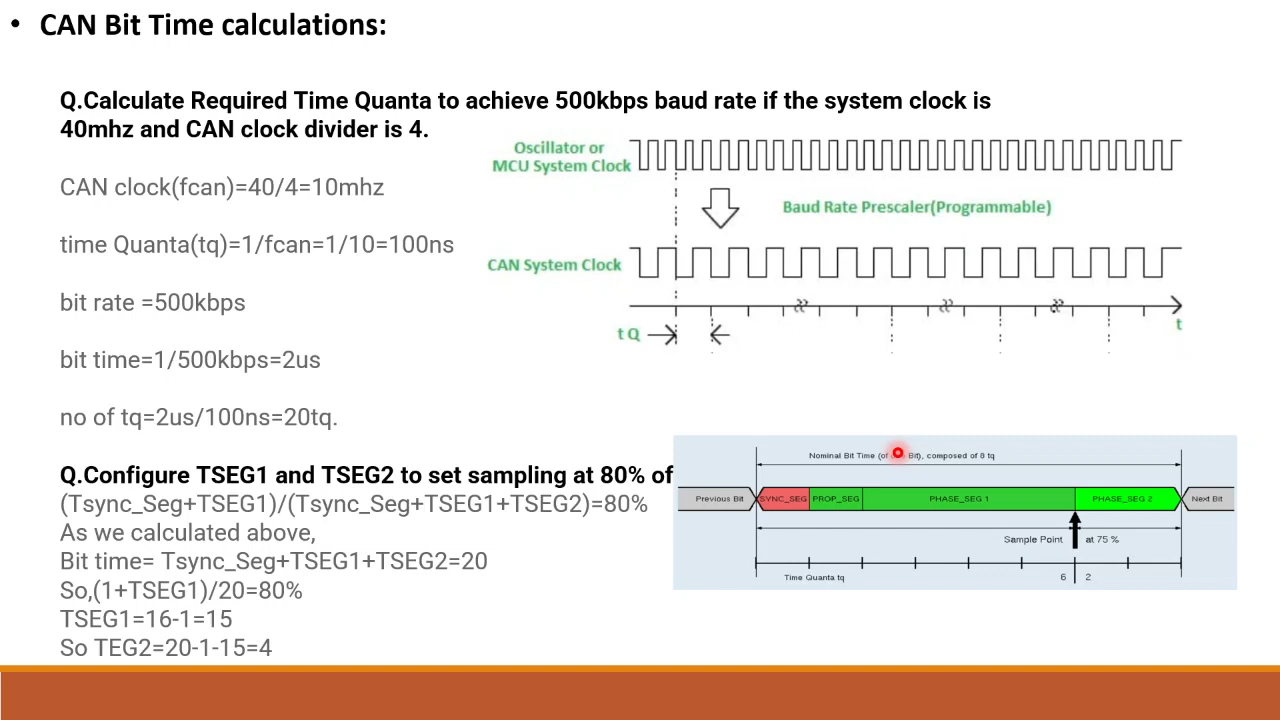 • CAN Bit Time calculations:
Q.Calculate Required Time Quanta to achieve 500kbps baud rate if the system clock is
40mhz and CAN clock divider is 4.
CAN clock(fcan)=40/4=10mhz
time Quanta(tq)=1/fcan=1/10=100ns
bit rate =500kbps
bit time=1/500kbps=2us
no of tq=2us/100ns=20tq.
Oscillator or
MCU System Clock
Baud Rate Prescaler(Programmable)
CAN System Clock
t Q
t
Q.Configure TSEG1 and TSEG2 to set sampling at 80% of
(Tsync_Seg+TSEG1)/(Tsync_Seg+TSEG1+TSEG2)=80%
As we calculated above,
Bit time= Tsync_Seg+TSEG1+TSEG2=20
So,(1+TSEG1)/20=80%
TSEG1=16-1=15
So TEG2=20-1-15=4
Nominal Bit Time (of Bit), composed of 8 tq
Previous Bit SYNC_SEG PROP_SEG PHASE_SEG 1 PHASE_SEG 2 Next Bit
Sample Point at 75 %
Time Quanta tq 6 2